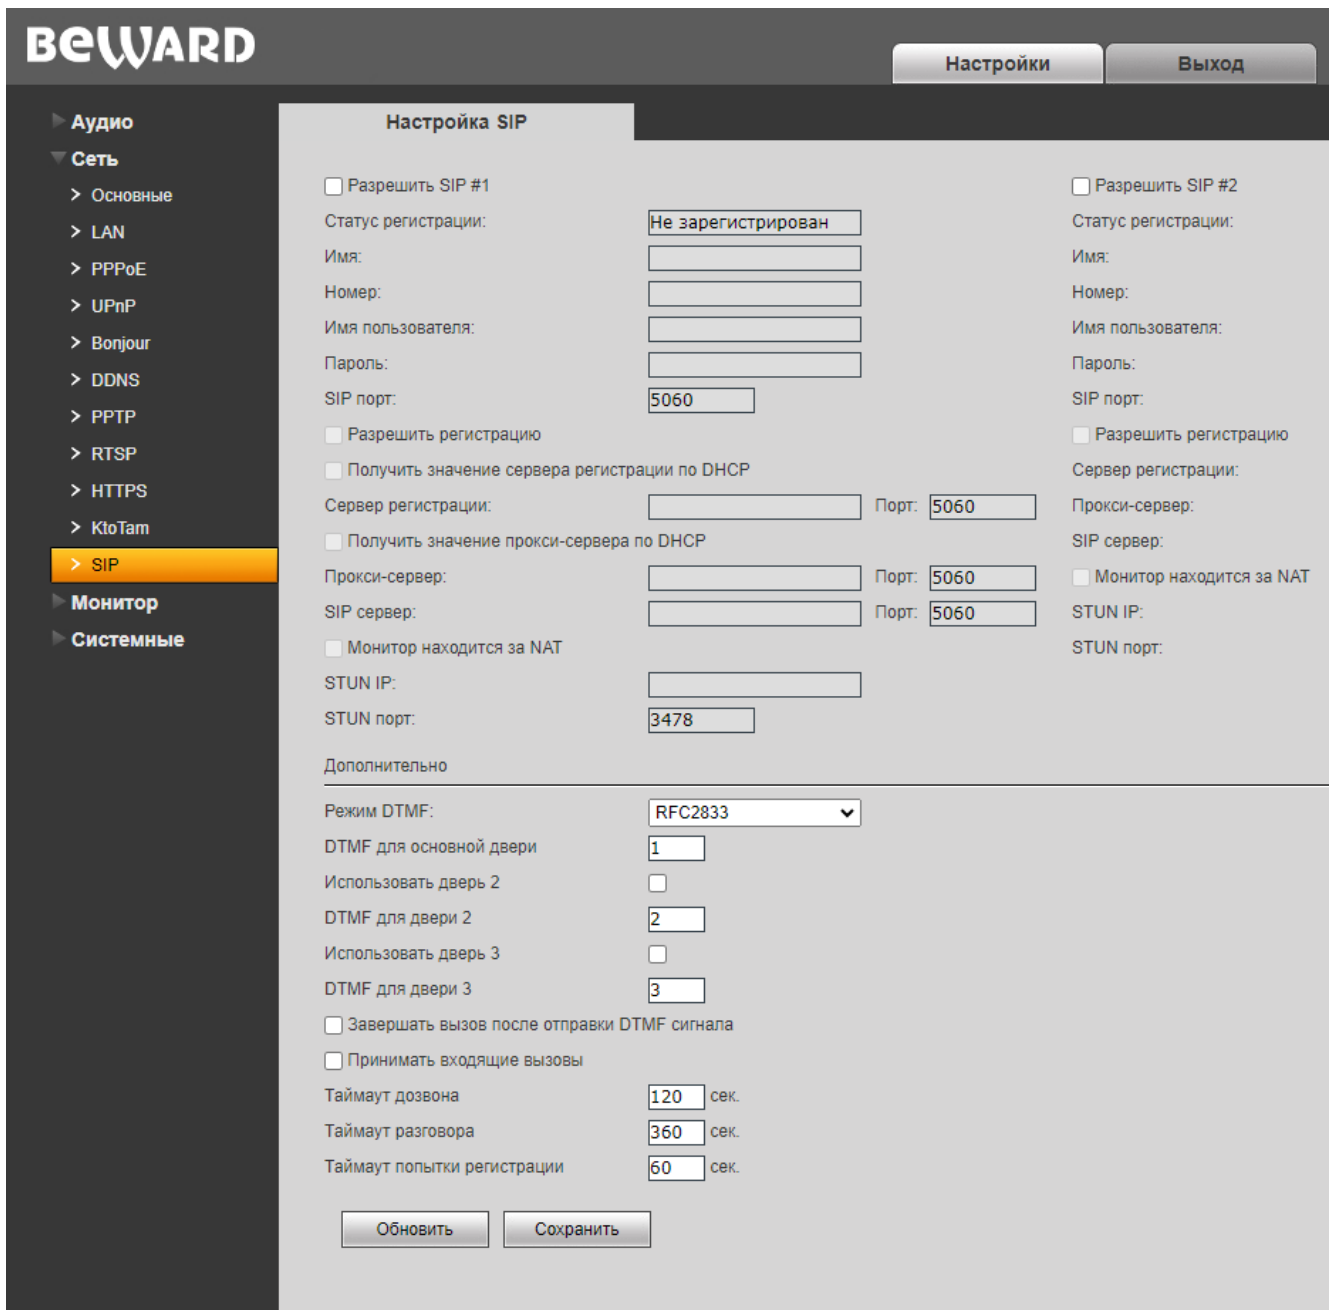 BEWARD
Настройки
Выход
Аудио
Сеть
Основные
LAN
PPPoE
UPnP
Bonjour
DDNS
PPTP
RTSP
HTTPS
KtoTam
SIP
Монитор
Системные
Настройка SIP
Разрешить SIP #1
Статус регистрации: Не зарегистрирован
Имя:
Номер:
Имя пользователя:
Пароль:
SIP порт: 5060
Разрешить регистрацию
Получить значение сервера регистрации по DHCP
Сервер регистрации: Порт: 5060
Получить значение прокси-сервера по DHCP
Прокси-сервер: Порт: 5060
SIP сервер: Порт: 5060
Монитор находится за NAT
STUN IP:
STUN порт: 3478
Разрешить SIP #2
Статус регистрации:
Имя:
Номер:
Имя пользователя:
Пароль:
SIP порт:
Разрешить регистрацию
Сервер регистрации:
Прокси-сервер:
SIP сервер:
Монитор находится за NAT
STUN IP:
STUN порт:
Дополнительно
Режим DTMF: RFC2833
DTMF для основной двери 1
Использовать дверь 2
DTMF для двери 2 2
Использовать дверь 3
DTMF для двери 3 3
Завершать вызов после отправки DTMF сигнала
Принимать входящие вызовы
Таймаут дозвона 120 сек.
Таймаут разговора 360 сек.
Таймаут попытки регистрации 60 сек.
Обновить
Сохранить